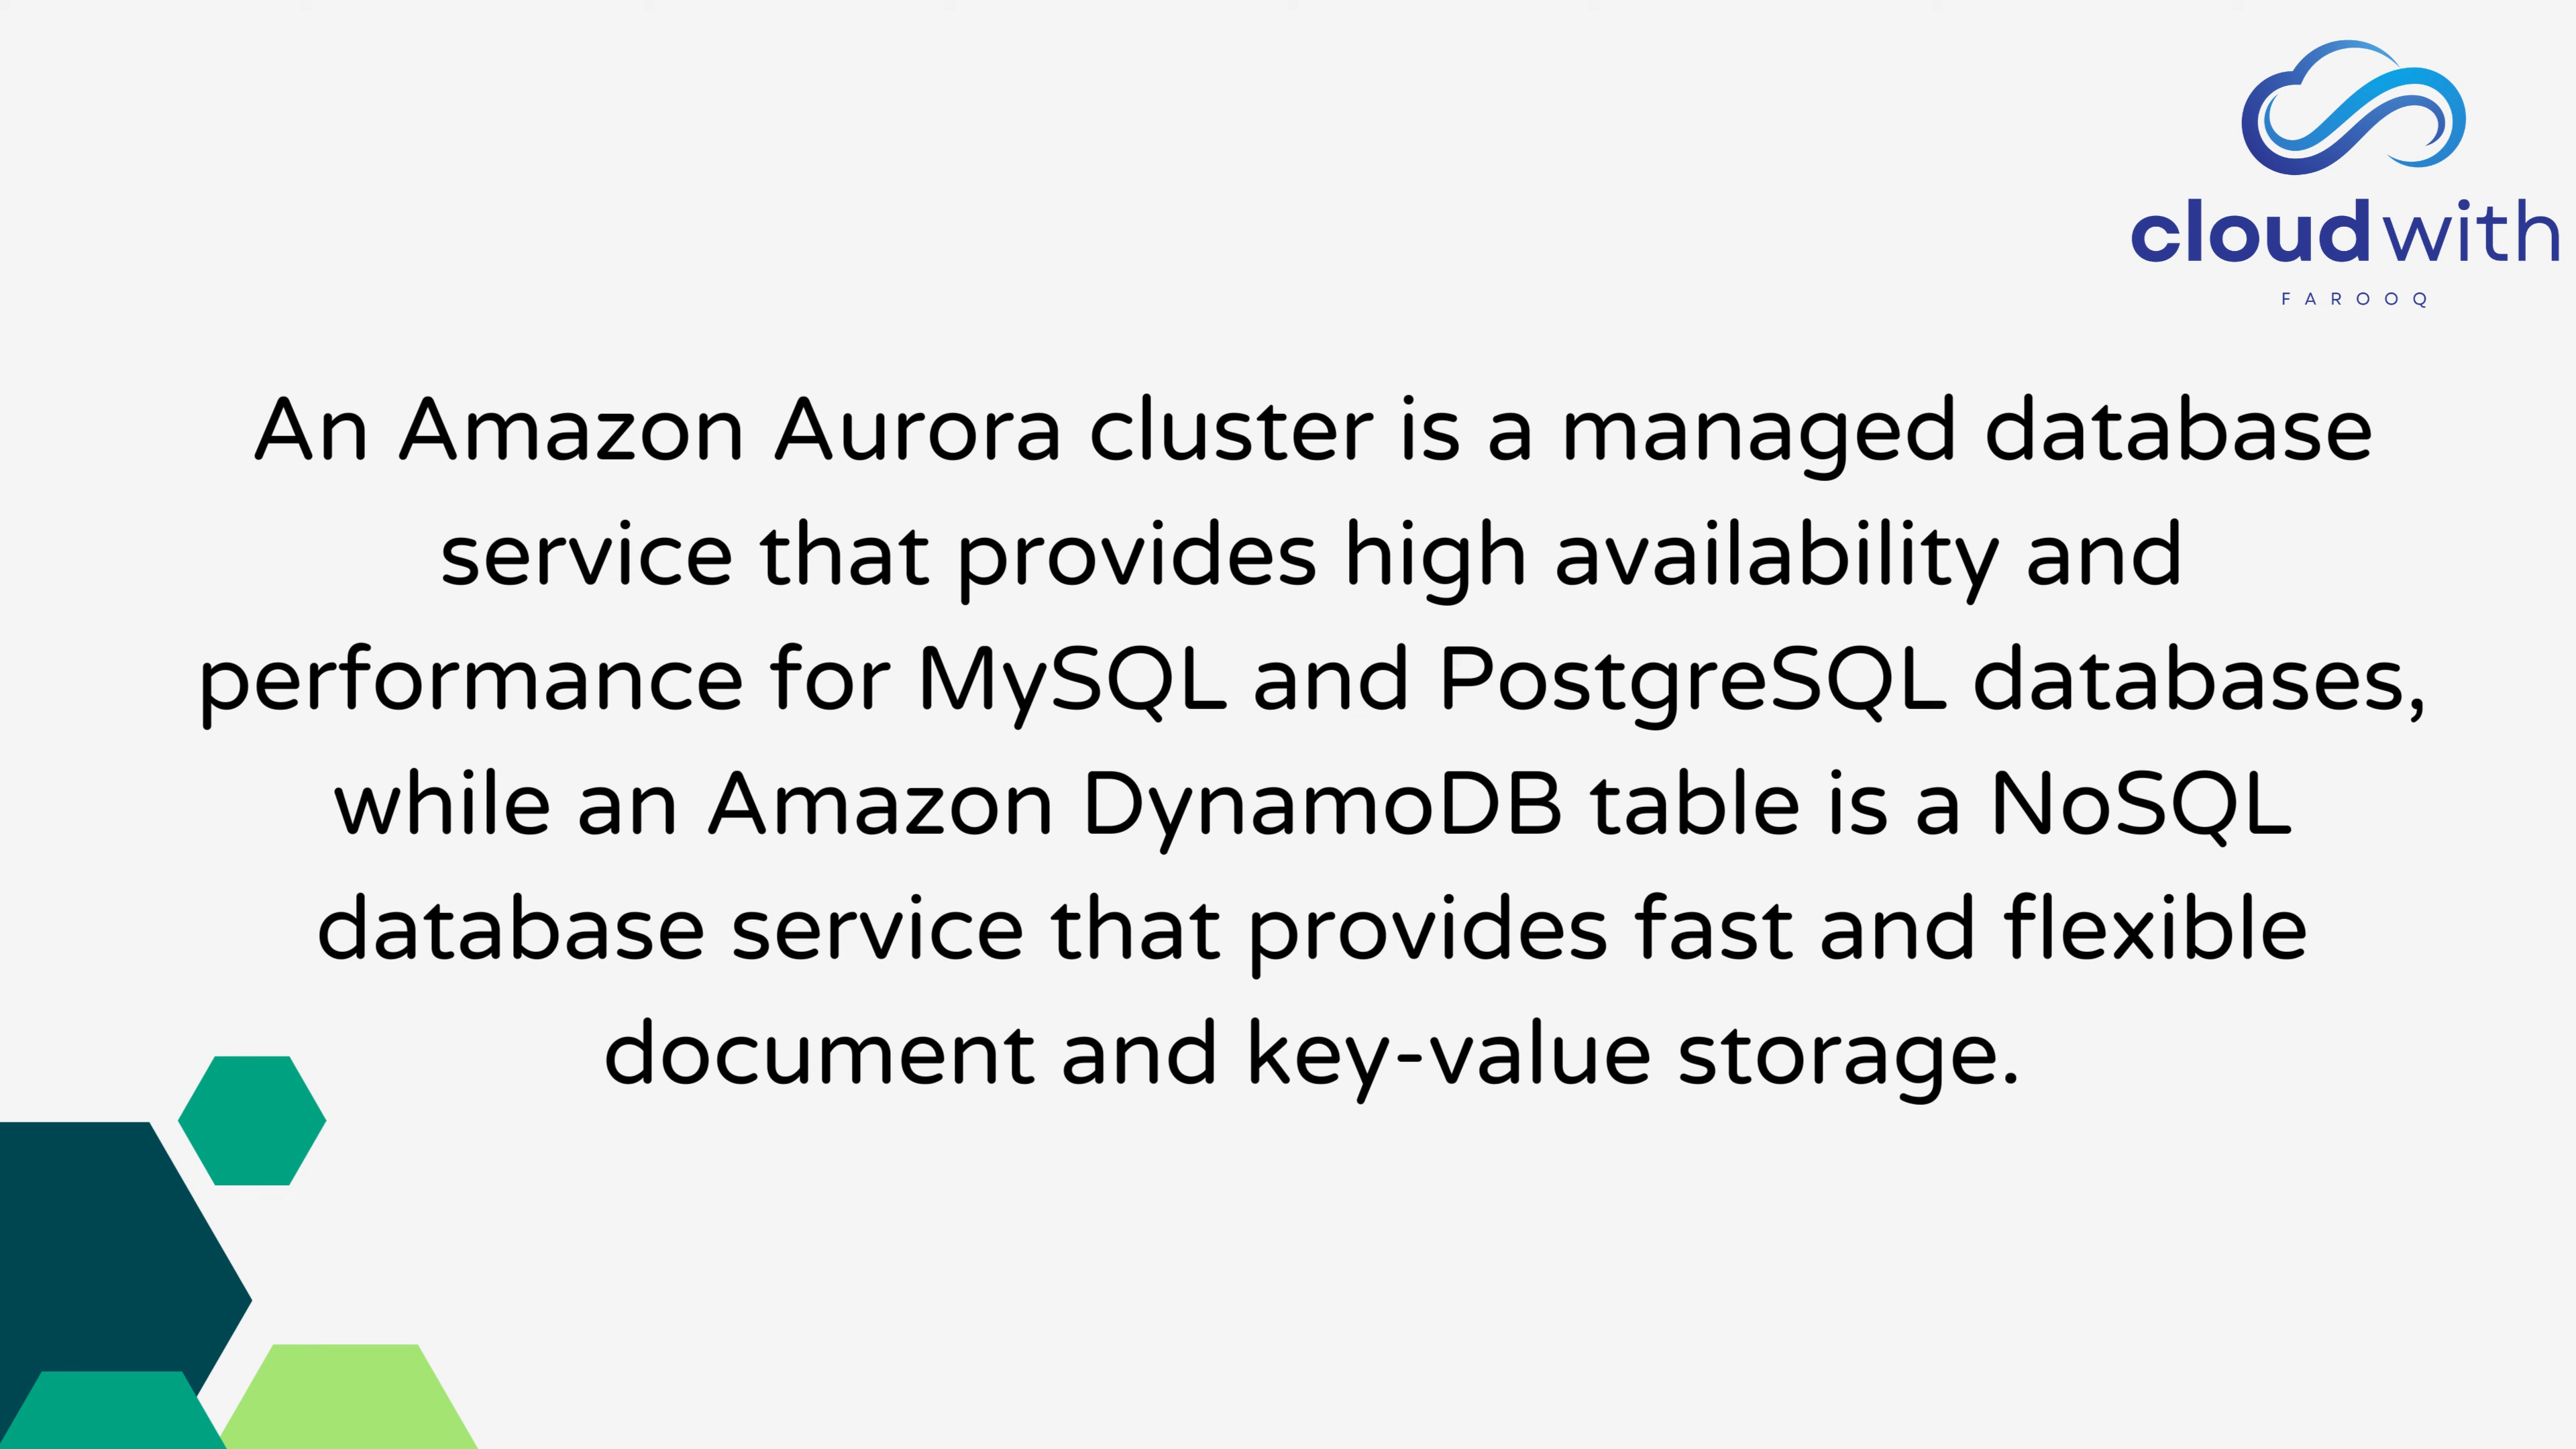 cloudwith
FAROOQ
An Amazon Aurora cluster is a managed database
service that provides high availability and
performance for MySQL and PostgreSQL databases,
while an Amazon DynamoDB table is a NoSQL
database service that provides fast and flexible
document and key-value storage.